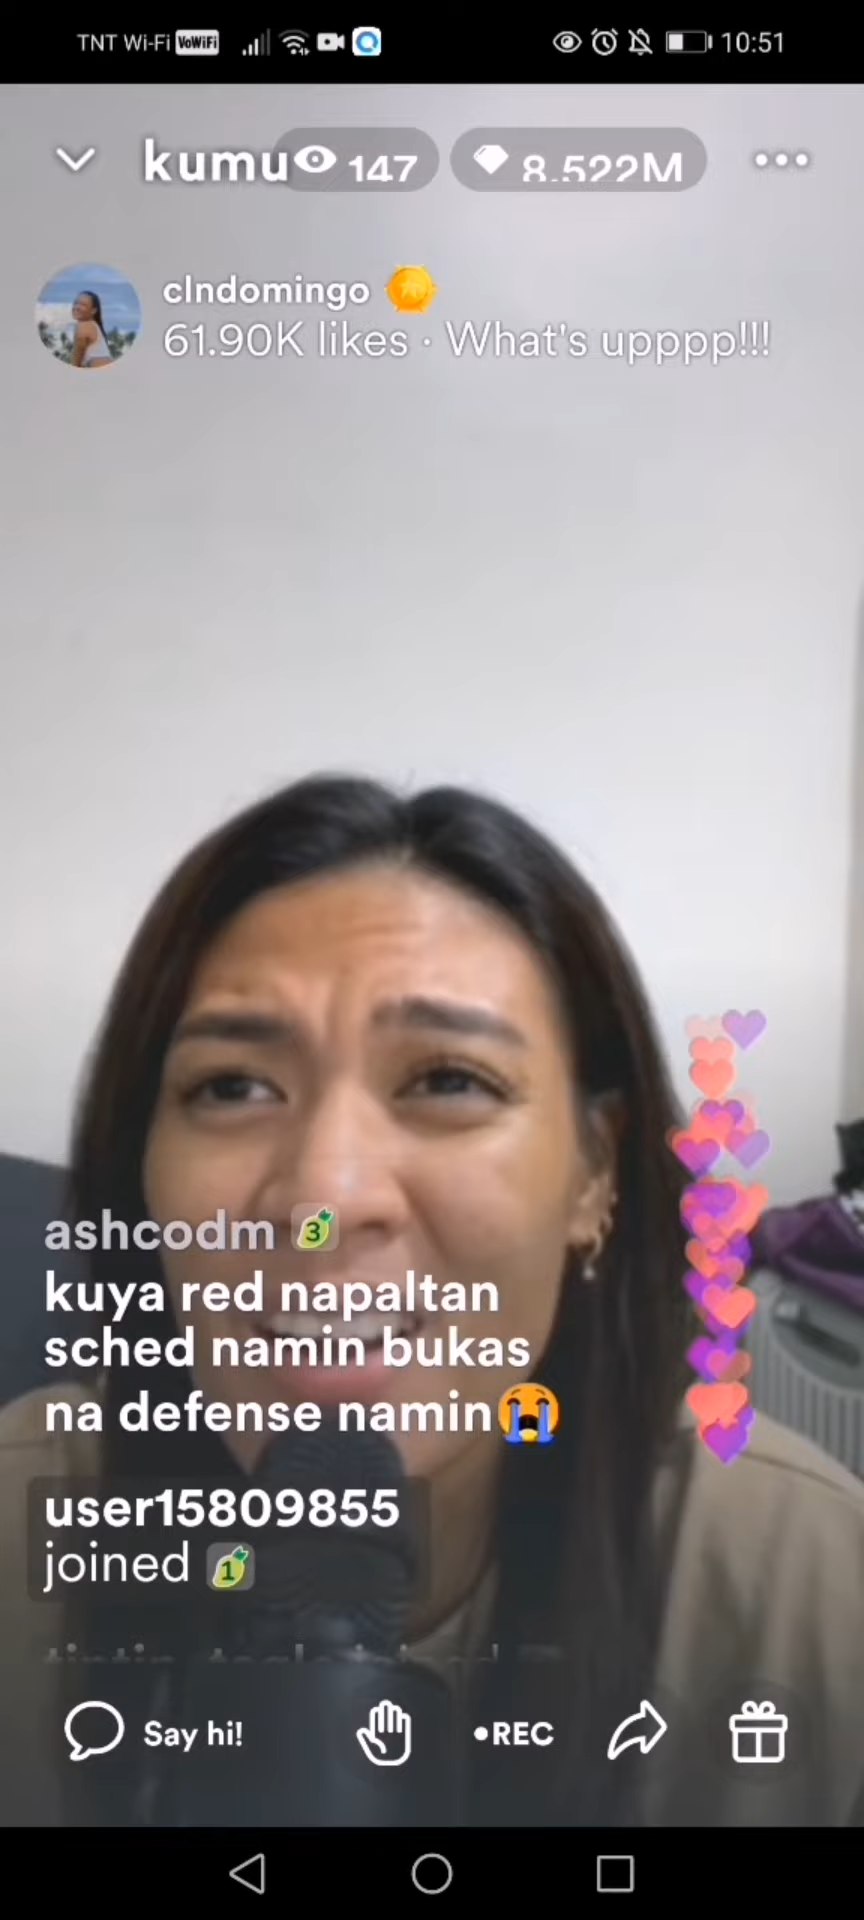 TNT Wi-Fi VoWiFi 10:51
kumu 147 8.522M
clndomingo
61.90K likes · What's upppp!!!
ashcodm 3
kuya red napaltan
sched namin bukas
na defense namin😭
user15809855
joined 1
Say hi! •REC